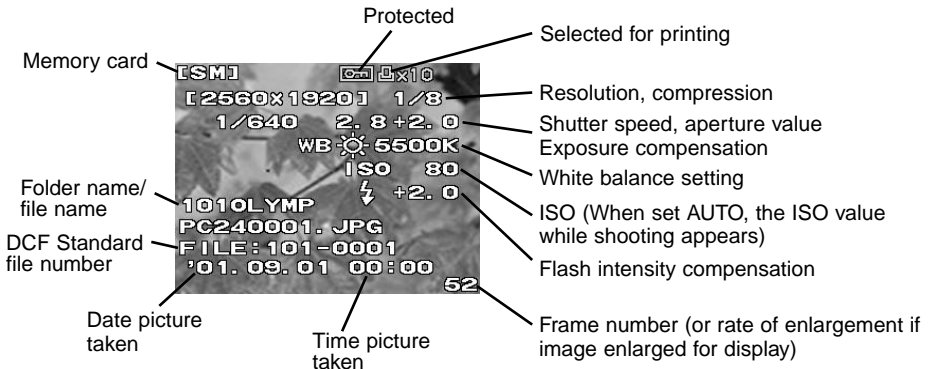 Protected
Selected for printing
Memory card
[SM] x10
[2560×1920] 1/8
Resolution, compression
1/640 2.8 +2.0
Shutter speed, aperture value
Exposure compensation
WB 5500K
White balance setting
ISO 80
ISO (When set AUTO, the ISO value
while shooting appears)
+2.0
Flash intensity compensation
Folder name/
file name
101OLYMP
PC240001.JPG
DCF Standard
file number
FILE:101-0001
'01.09.01 00:00
52
Date picture
taken
Time picture
taken
Frame number (or rate of enlargement if
image enlarged for display)